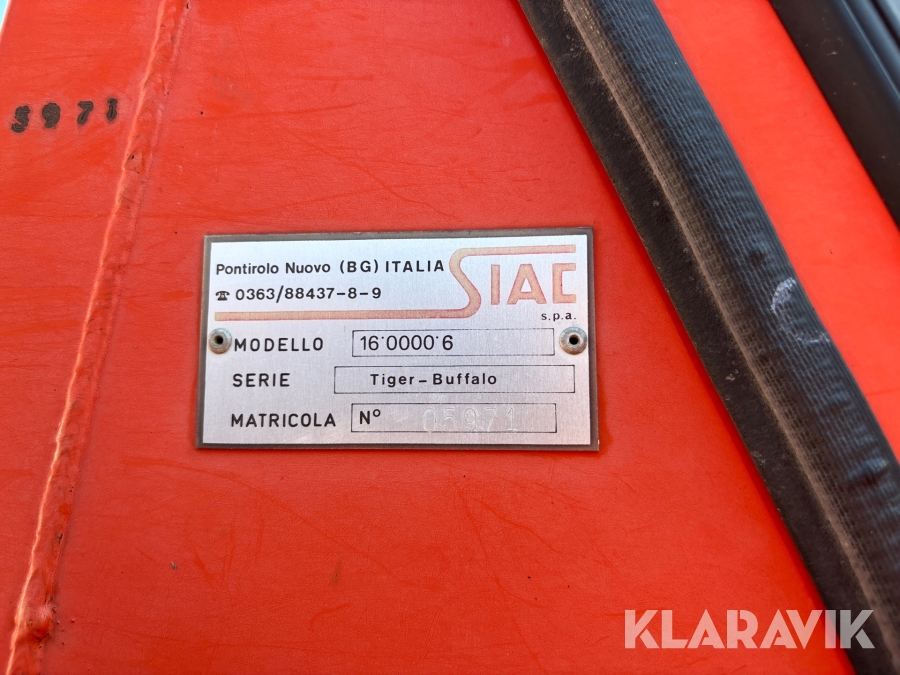 5971
Pontirolo Nuovo (BG) ITALIA
SIAC
☎ 0363/88437-8-9
s.p.a.
MODELLO 16·0000·6
SERIE Tiger-Buffalo
MATRICOLA N° 05971
KLARAVIK